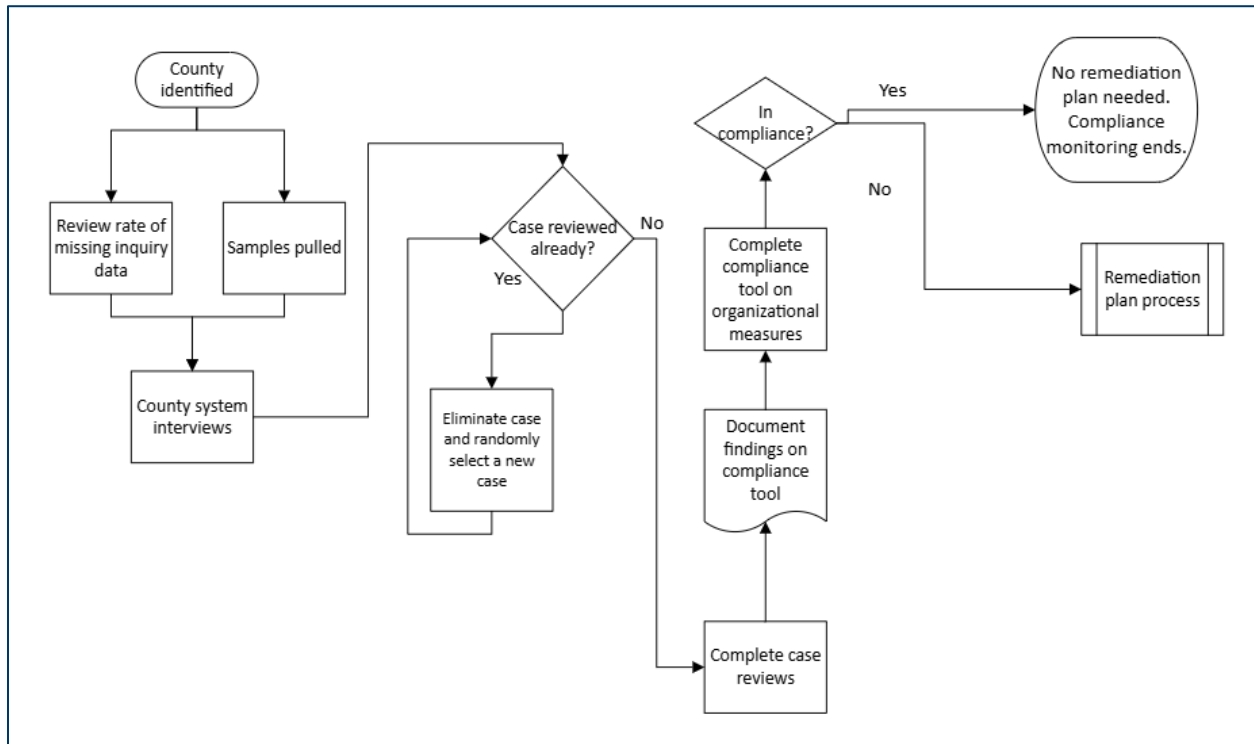 County
identified
Review rate of
missing inquiry
data
Samples pulled
County system
interviews
Case reviewed
already?
Yes
No
Eliminate case
and randomly
select a new
case
Complete case
reviews
Document
findings on
compliance
tool
Complete
compliance
tool on
organizational
measures
In
compliance?
Yes
No
No remediation
plan needed.
Compliance
monitoring ends.
Remediation
plan process